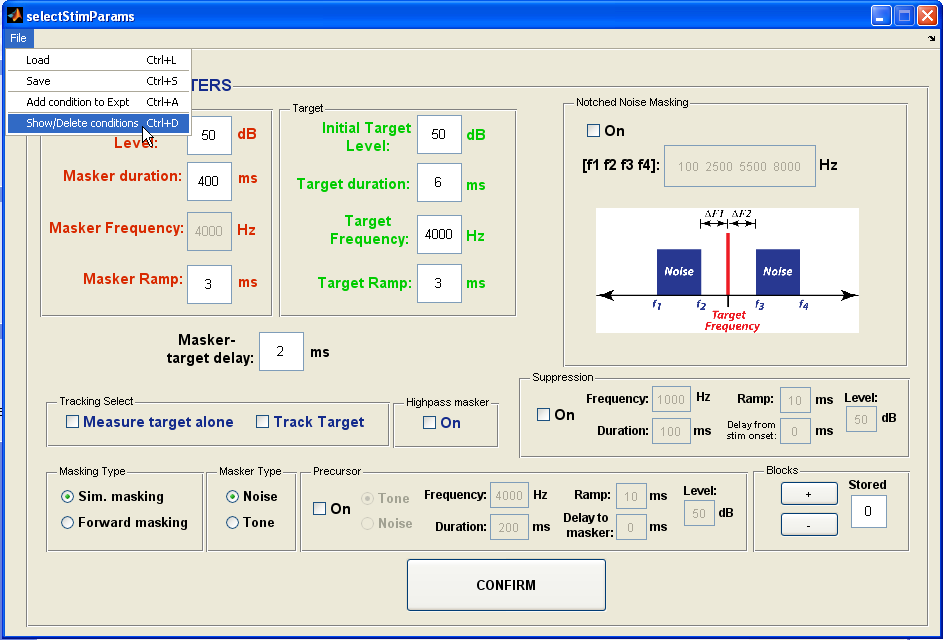 selectStimParams
File
Load Ctrl+L
Save Ctrl+S
Add condition to Expt Ctrl+A
Show/Delete conditions Ctrl+D
TERS
Level: 50 dB
Masker duration: 400 ms
Masker Frequency: 4000 Hz
Masker Ramp: 3 ms
Target
Initial Target
Level: 50 dB
Target duration: 6 ms
Target
Frequency: 4000 Hz
Target Ramp: 3 ms
Masker-
target delay: 2 ms
Notched Noise Masking
On
[f1 f2 f3 f4]: 100 2500 5500 8000 Hz
ΔF1 ΔF2
Noise Noise
f1 f2 f3 f4
Target
Frequency
Tracking Select
Measure target alone Track Target
Highpass masker
On
Suppression
On
Frequency: 1000 Hz Ramp: 10 ms Level:
50 dB
Duration: 100 ms Delay from
stim onset: 0 ms
Masking Type
Sim. masking
Forward masking
Masker Type
Noise
Tone
Precursor
On
Tone
Noise
Frequency: 4000 Hz Ramp: 10 ms Level:
50 dB
Duration: 200 ms Delay to
masker: 0 ms
Blocks
+
-
Stored
0
CONFIRM